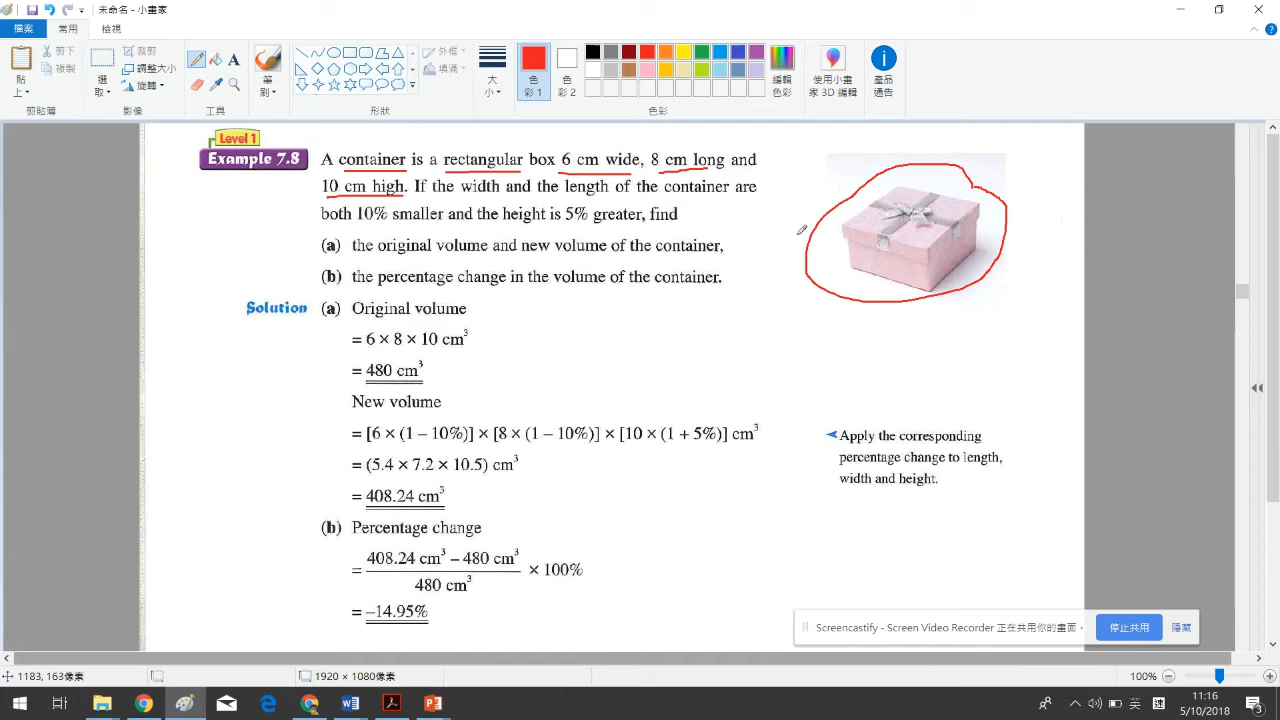 未命名 - 小畫家
檔案 常用 檢視
貼上 剪下 複製 選取 裁剪 調整大小 旋轉 A 筆刷 外框 填滿 大小 色彩 1 色彩 2 編輯色彩 使用小畫家 3D 編輯 產品通告
剪貼簿 影像 工具 形狀 色彩
Level 1
Example 7.8
A container is a rectangular box 6 cm wide, 8 cm long and
10 cm high. If the width and the length of the container are
both 10% smaller and the height is 5% greater, find
(a) the original volume and new volume of the container,
(b) the percentage change in the volume of the container.
Solution (a) Original volume
= 6 × 8 × 10 cm³
= 480 cm³
New volume
= [6 × (1 – 10%)] × [8 × (1 – 10%)] × [10 × (1 + 5%)] cm³
= (5.4 × 7.2 × 10.5) cm³
= 408.24 cm³
Apply the corresponding
percentage change to length,
width and height.
(b) Percentage change
= 408.24 cm³ – 480 cm³
480 cm³
× 100%
= –14.95%
Screencastify - Screen Video Recorder 正在共用你的畫面。 停止共用 隱藏
1183, 163像素 1920 × 1080像素 100%
英 11:16
5/10/2018 3